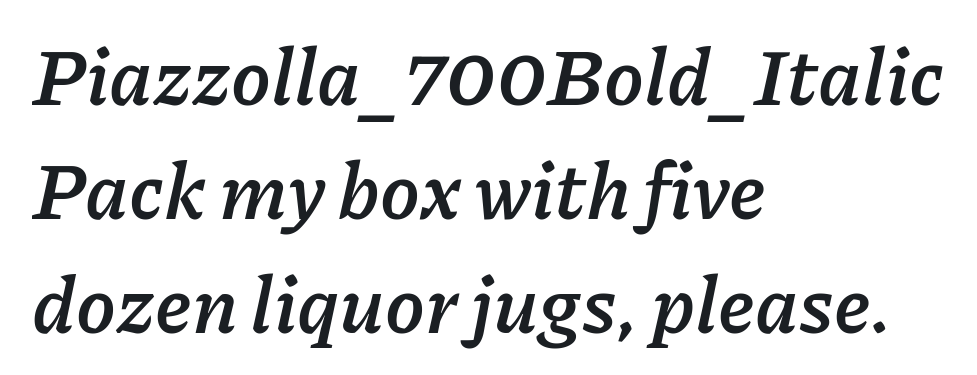 Piazzolla_700Bold_Italic
Pack my box with five
dozen liquor jugs, please.